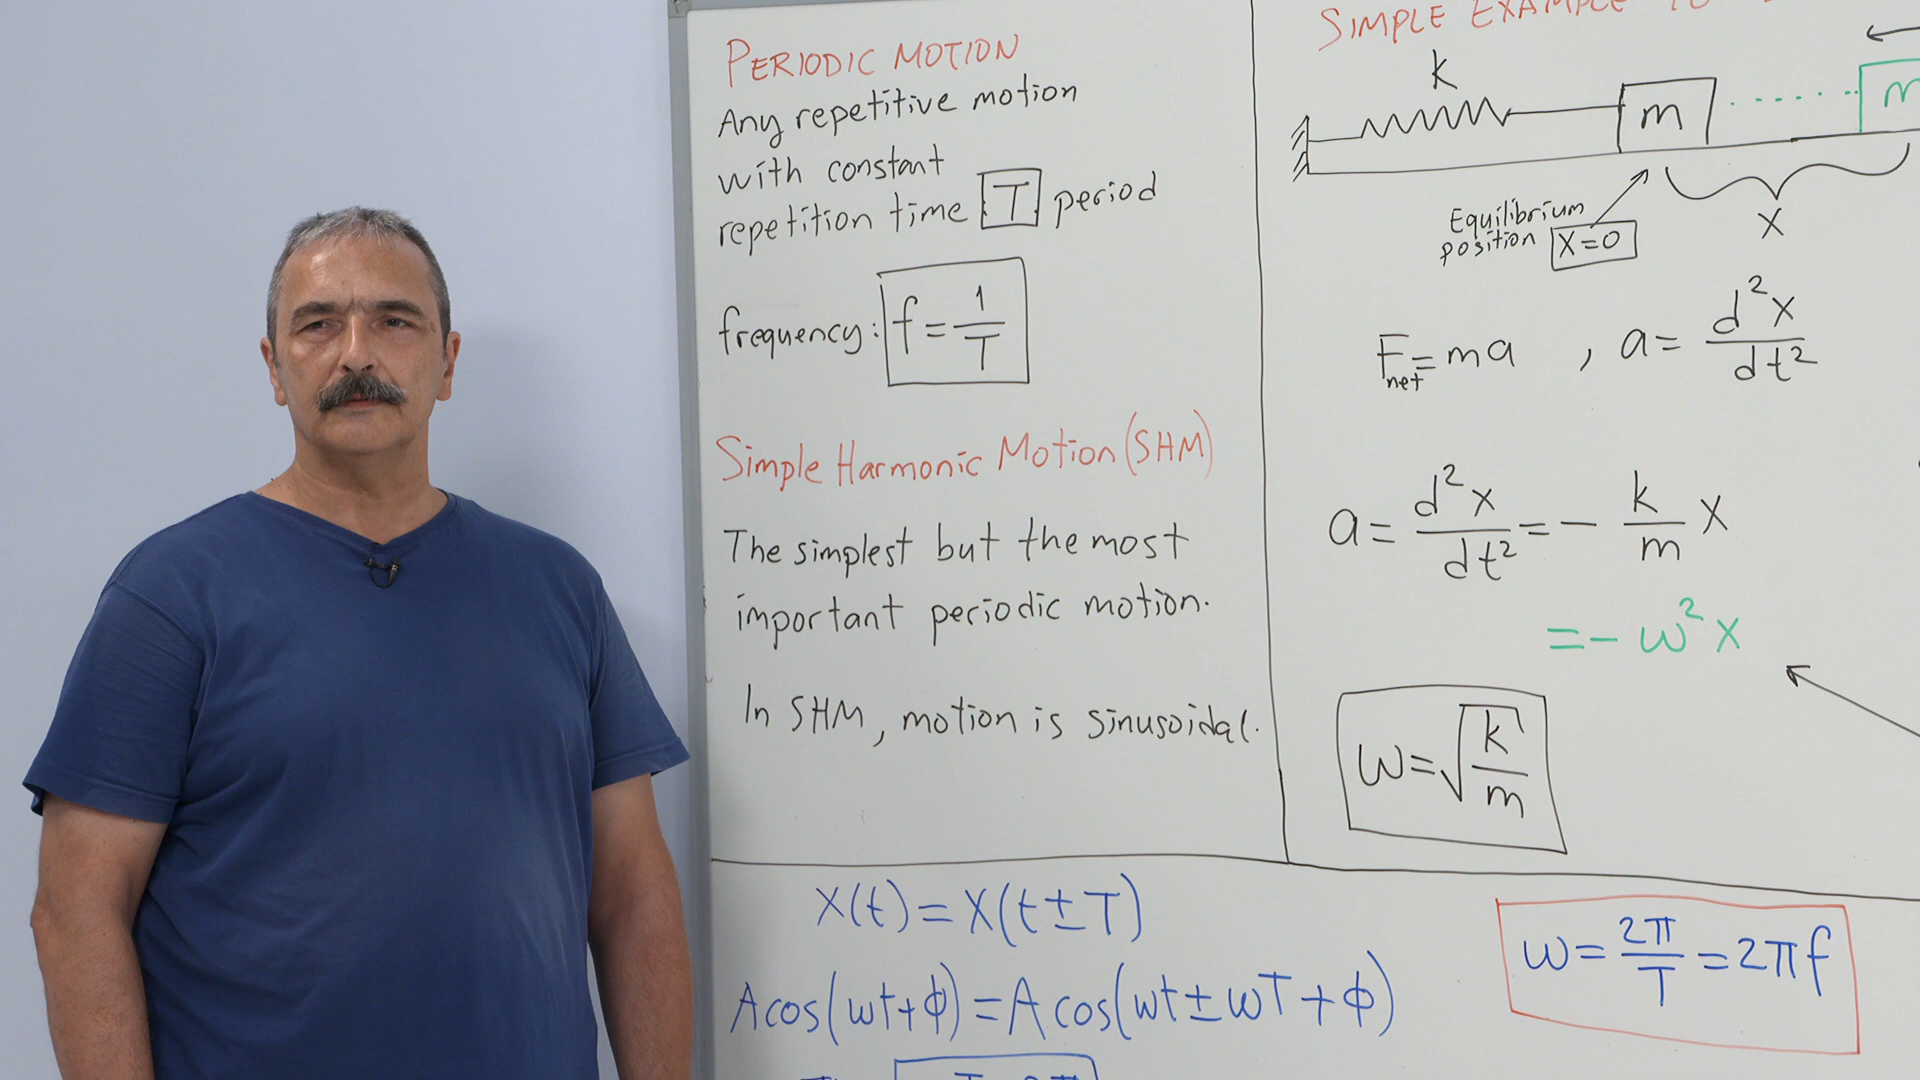 PERIODIC MOTION
Any repetitive motion
with constant
repetition time T period
frequency: f = 1/T
Simple Harmonic Motion (SHM)
The simplest but the most
important periodic motion.
In SHM, motion is sinusoidal.
SIMPLE EXAMPLE TO
k
m
m
Equilibrium
position X=0
X
F_net = ma , a = d²x/dt²
a = d²x/dt² = - k/m x
= - ω² x
ω = √(k/m)
X(t) = X(t ± T)
A cos(ωt + φ) = A cos(ωt ± ωT + φ)
ω = 2π/T = 2πf